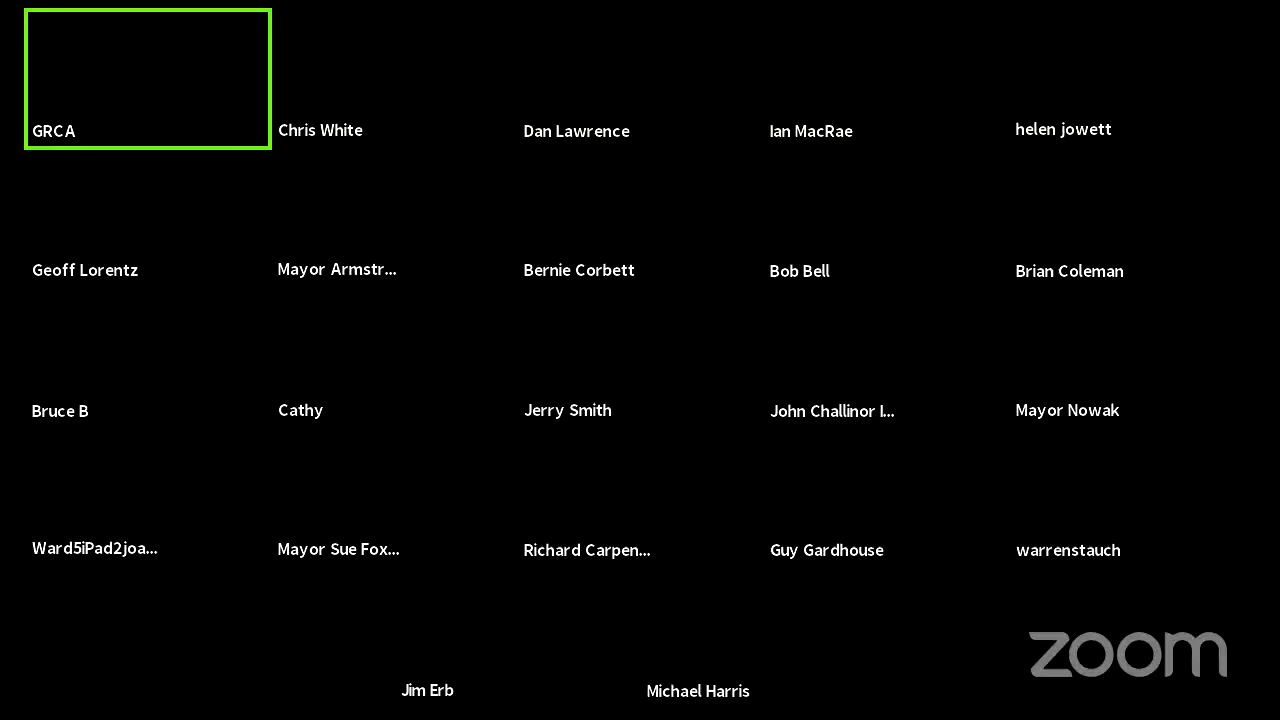 GRCA
Chris White
Dan Lawrence
Ian MacRae
helen jowett
Geoff Lorentz
Mayor Armstr...
Bernie Corbett
Bob Bell
Brian Coleman
Bruce B
Cathy
Jerry Smith
John Challinor I...
Mayor Nowak
Ward5iPad2joa...
Mayor Sue Fox...
Richard Carpen...
Guy Gardhouse
warrenstauch
Jim Erb
Michael Harris
zoom